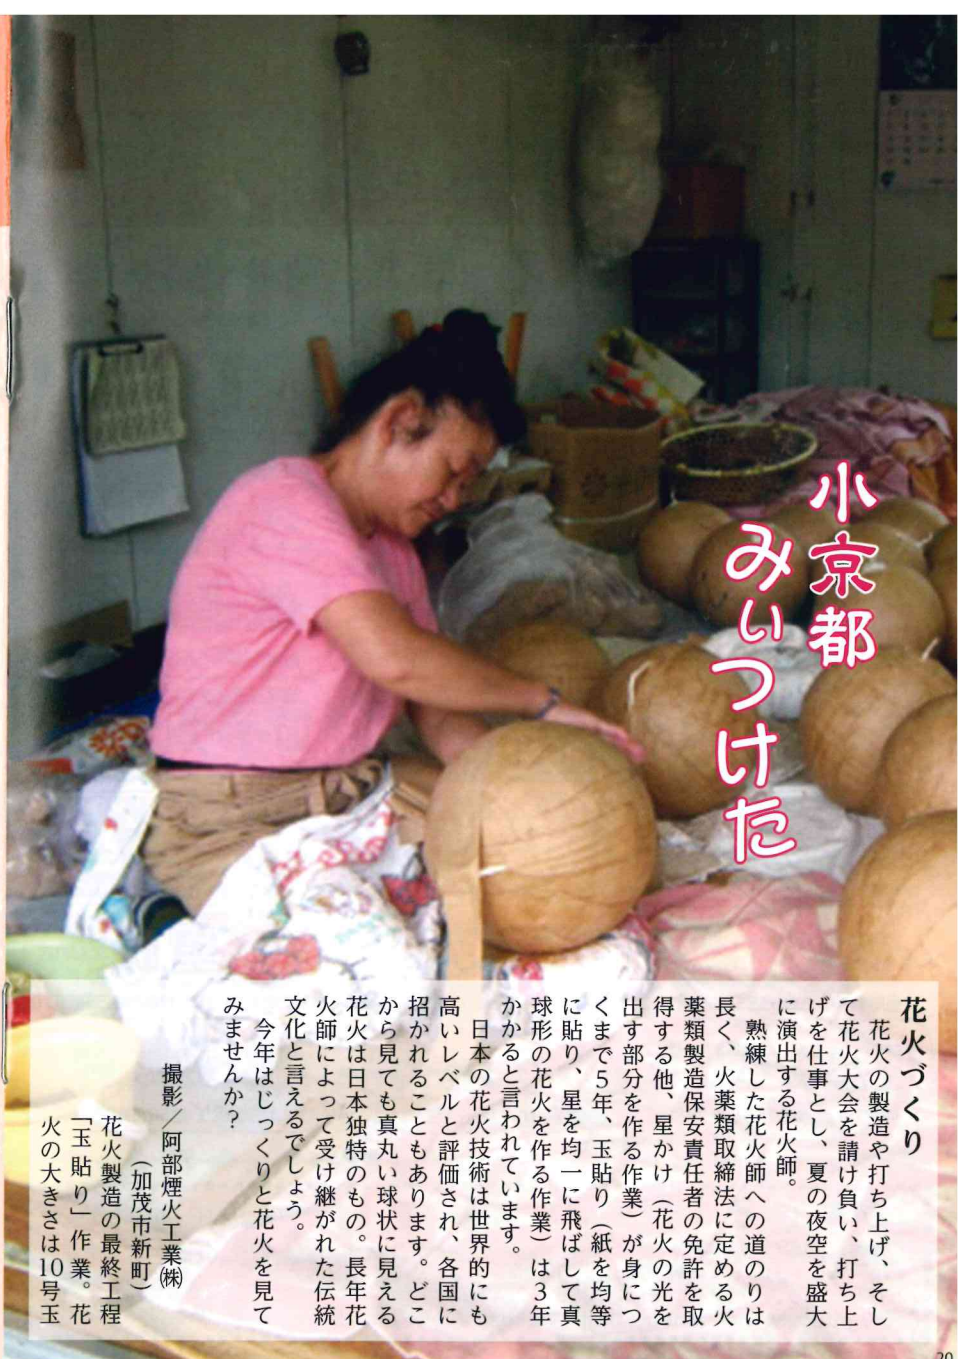 小京都
みぃつけた
花火づくり
　花火の製造や打ち上げ、そし
て花火大会を請け負い、打ち上
げを仕事とし、夏の夜空を盛大
に演出する花火師。
　熟練した花火師への道のりは
長く、火薬類取締法に定める火
薬類製造保安責任者の免許を取
得する他、星かけ（花火の光を
出す部分を作る作業）が身につ
くまで５年、玉貼り（紙を均等
に貼り、星を均一に飛ばして真
球形の花火を作る作業）は３年
かかると言われています。
　日本の花火技術は世界的にも
高いレベルと評価され、各国に
招かれることもあります。どこ
から見ても真丸い球状に見える
花火は日本独特のもの。長年花
火師によって受け継がれた伝統
文化と言えるでしょう。
　今年はじっくりと花火を見て
みませんか？
撮影／阿部煙火工業㈱
（加茂市新町）
花火製造の最終工程
「玉貼り」作業。花
火の大きさは10号玉
20